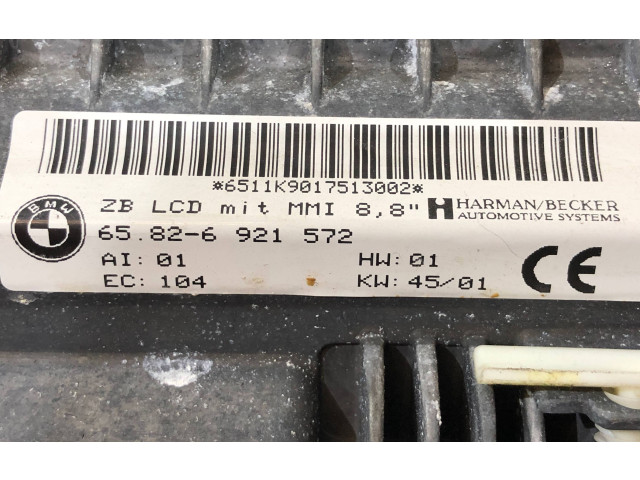 *6511K9017513002*
BMW
ZB LCD mit MMI 8,8" HARMAN/BECKER
AUTOMOTIVE SYSTEMS
65.82-6 921 572
AI: 01 HW: 01
EC: 104 KW: 45/01
CE